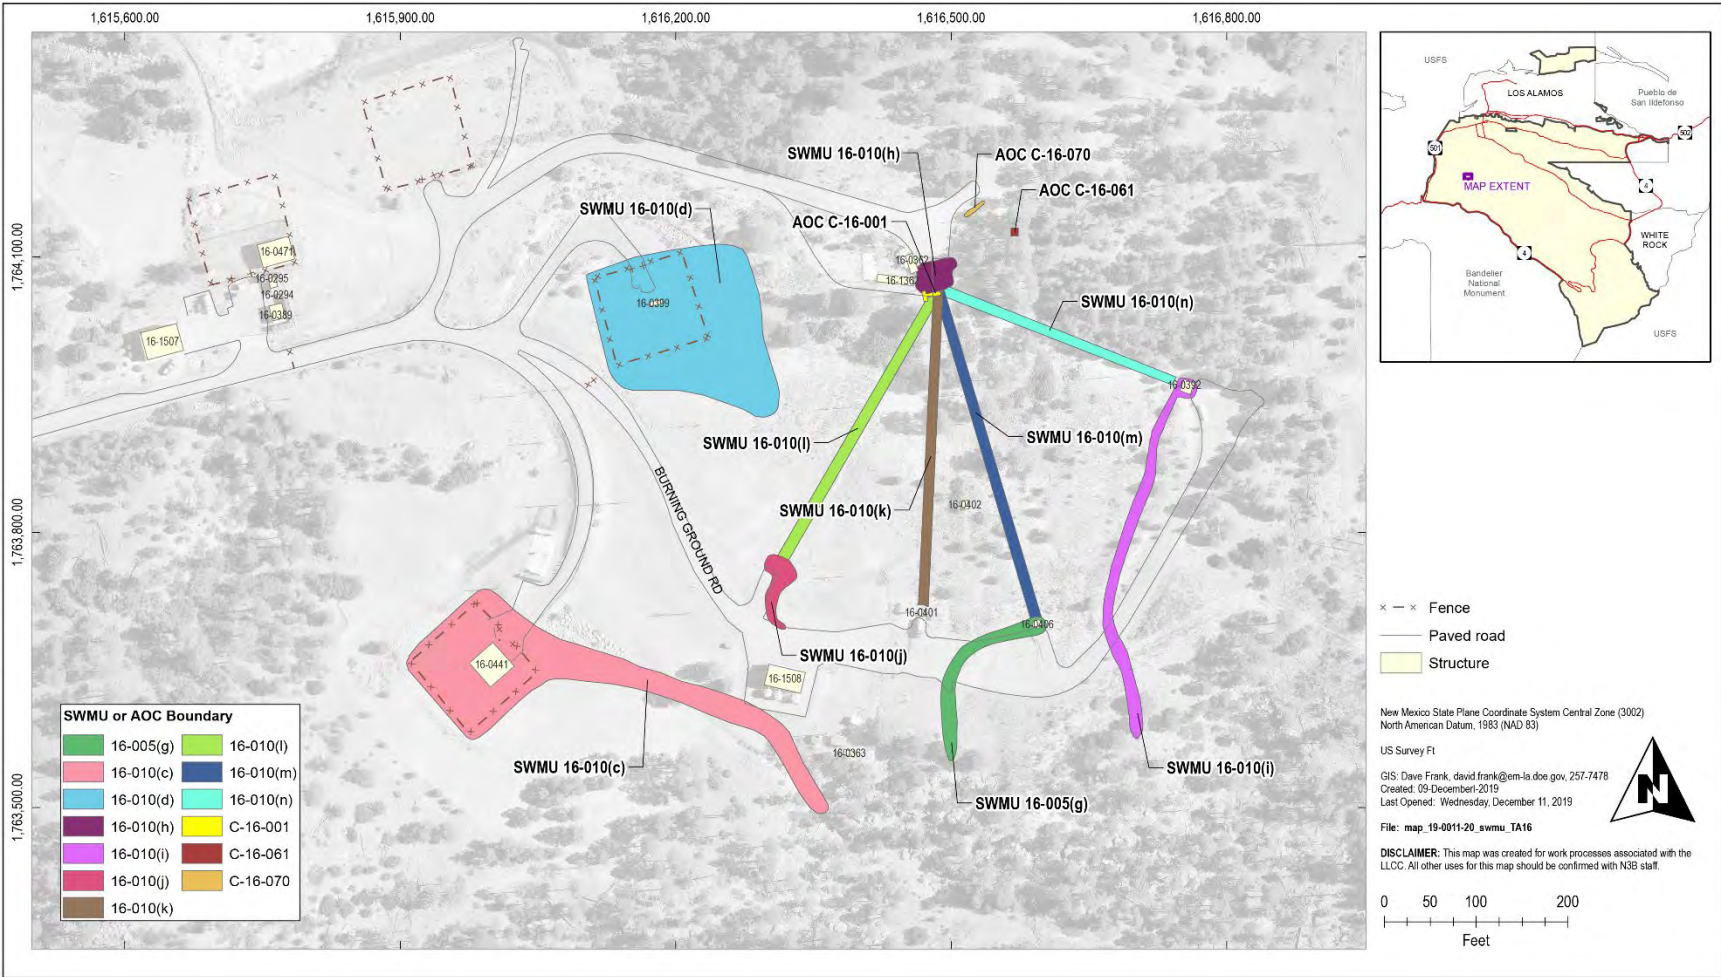 1,615,600.00
1,615,900.00
1,616,200.00
1,616,500.00
1,616,800.00
1,764,100.00
1,763,800.00
1,763,500.00
SWMU 16-010(h)
AOC C-16-070
AOC C-16-061
SWMU 16-010(d)
AOC C-16-001
16-0362
16-0471
16-0295
16-0294
16-0389
16-1507
16-0399
SWMU 16-010(n)
16-0392
SWMU 16-010(l)
SWMU 16-010(m)
BURNING GROUND RD
16-0402
SWMU 16-010(k)
16-0401
16-0406
SWMU 16-010(j)
16-0441
16-1508
16-0363
SWMU 16-010(c)
SWMU 16-010(i)
SWMU 16-005(g)
SWMU or AOC Boundary
16-005(g)
16-010(c)
16-010(d)
16-010(h)
16-010(i)
16-010(j)
16-010(k)
16-010(l)
16-010(m)
16-010(n)
C-16-001
C-16-061
C-16-070
USFS
LOS ALAMOS
Pueblo de
San Ildefonso
502
501
4
MAP EXTENT
WHITE
ROCK
4
Bandelier
National
Monument
USFS
Fence
Paved road
Structure
New Mexico State Plane Coordinate System Central Zone (3002)
North American Datum, 1983 (NAD 83)
US Survey Ft
GIS: Dave Frank, david.frank@em-la.doe.gov, 257-7478
Created: 09-Decemberl-2019
Last Opened: Wednesday, December 11, 2019
File: map_19-0011-20_swmu_TA16
DISCLAIMER: This map was created for work processes associated with the
LLCC. All other uses for this map should be confirmed with N3B staff.
N
0 50 100 200
Feet